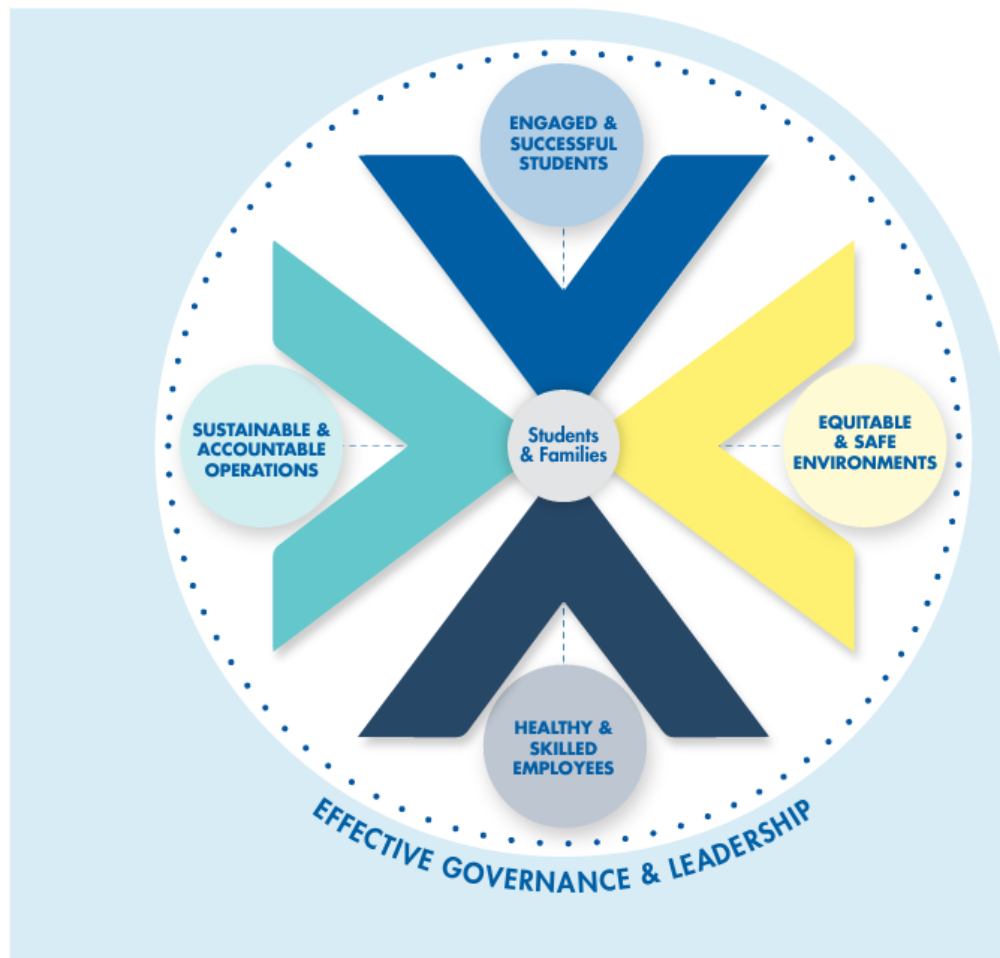 ENGAGED &
SUCCESSFUL
STUDENTS
SUSTAINABLE &
ACCOUNTABLE
OPERATIONS
Students
& Families
EQUITABLE
& SAFE
ENVIRONMENTS
HEALTHY &
SKILLED
EMPLOYEES
EFFECTIVE GOVERNANCE & LEADERSHIP